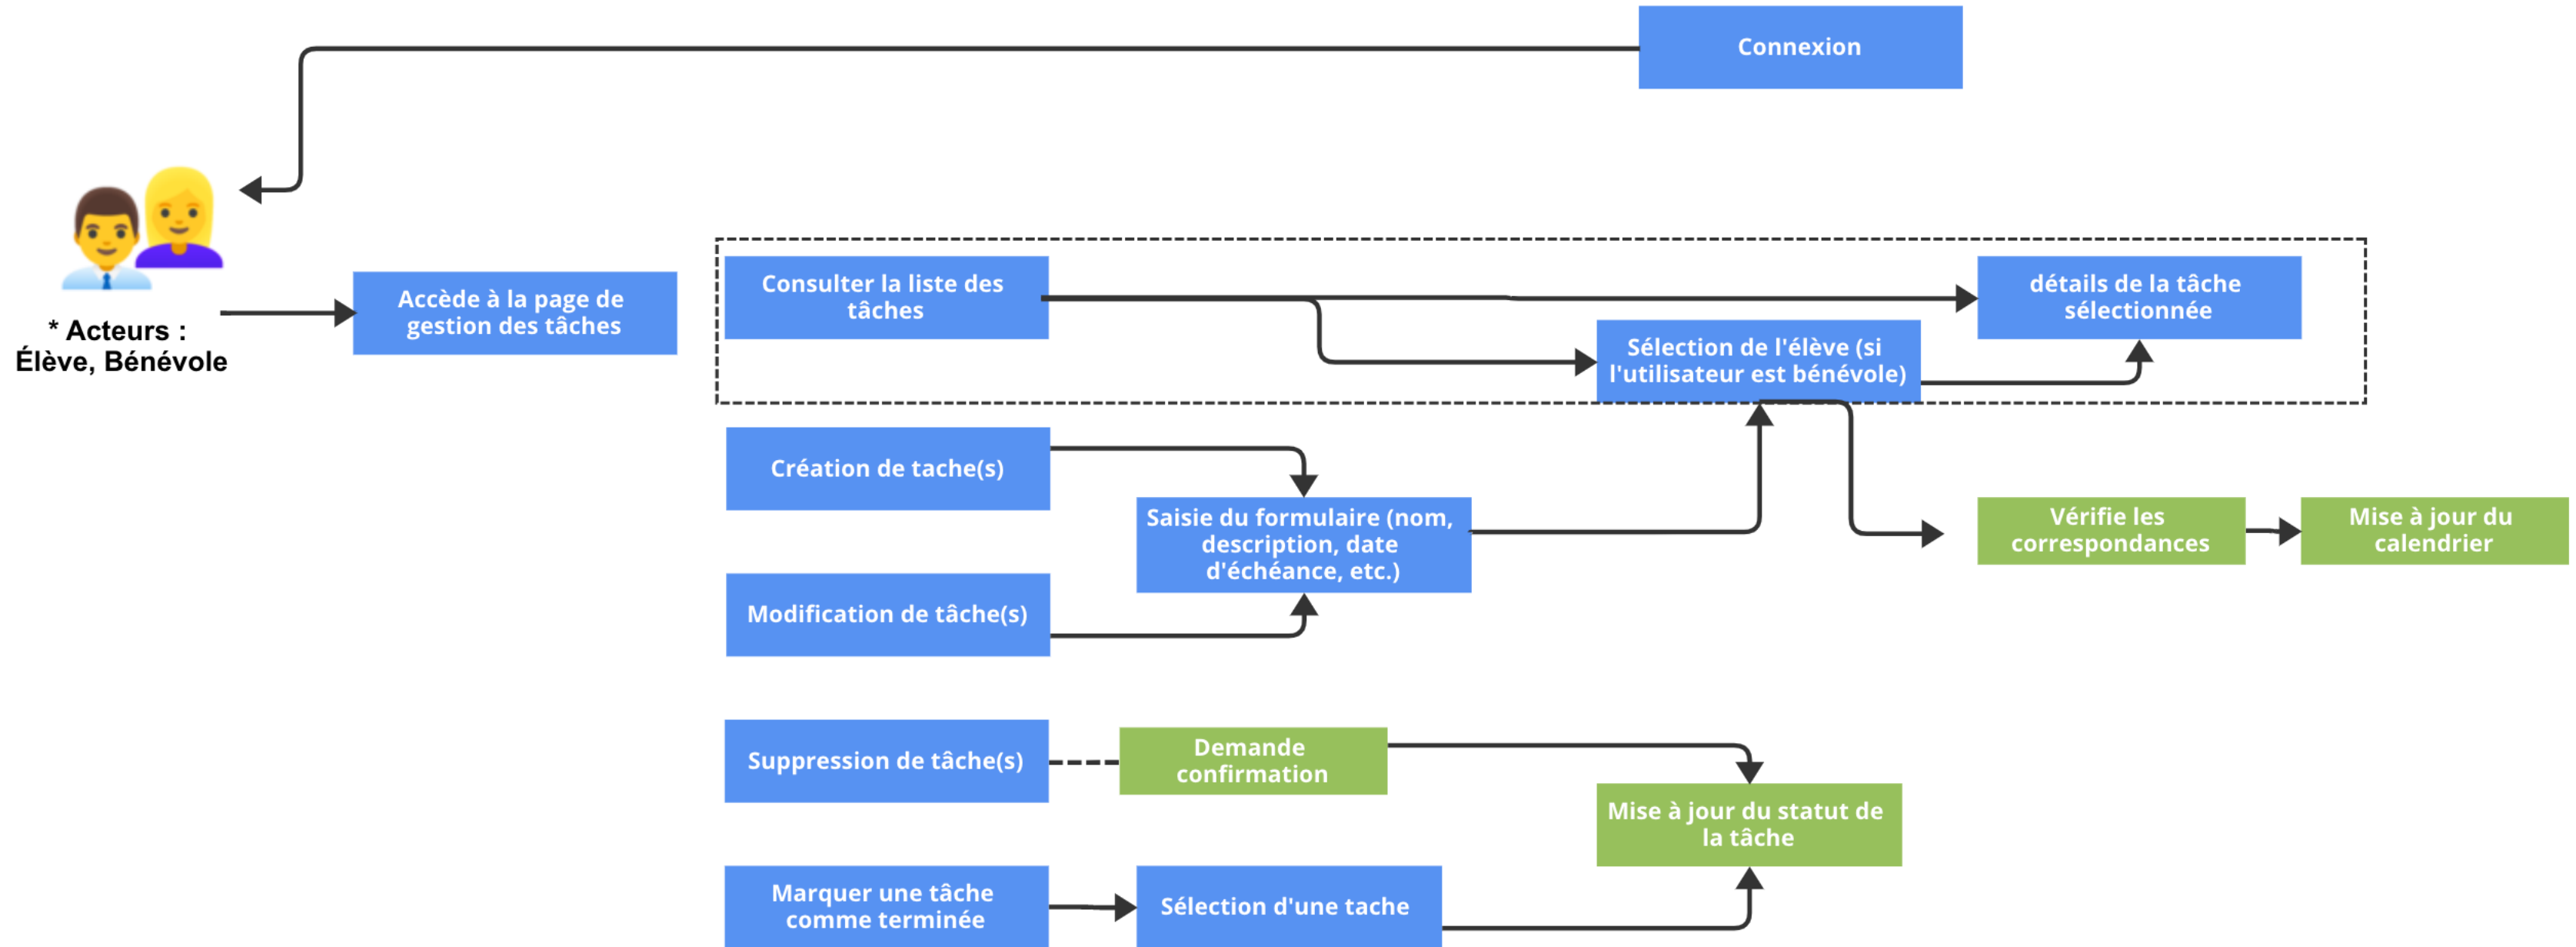 Connexion
* Acteurs :
Élève, Bénévole
Accède à la page de
gestion des tâches
Consulter la liste des
tâches
détails de la tâche
sélectionnée
Sélection de l'élève (si
l'utilisateur est bénévole)
Création de tache(s)
Saisie du formulaire (nom,
description, date
d'échéance, etc.)
Vérifie les
correspondances
Mise à jour du
calendrier
Modification de tâche(s)
Suppression de tâche(s)
Demande
confirmation
Mise à jour du statut de
la tâche
Marquer une tâche
comme terminée
Sélection d'une tache